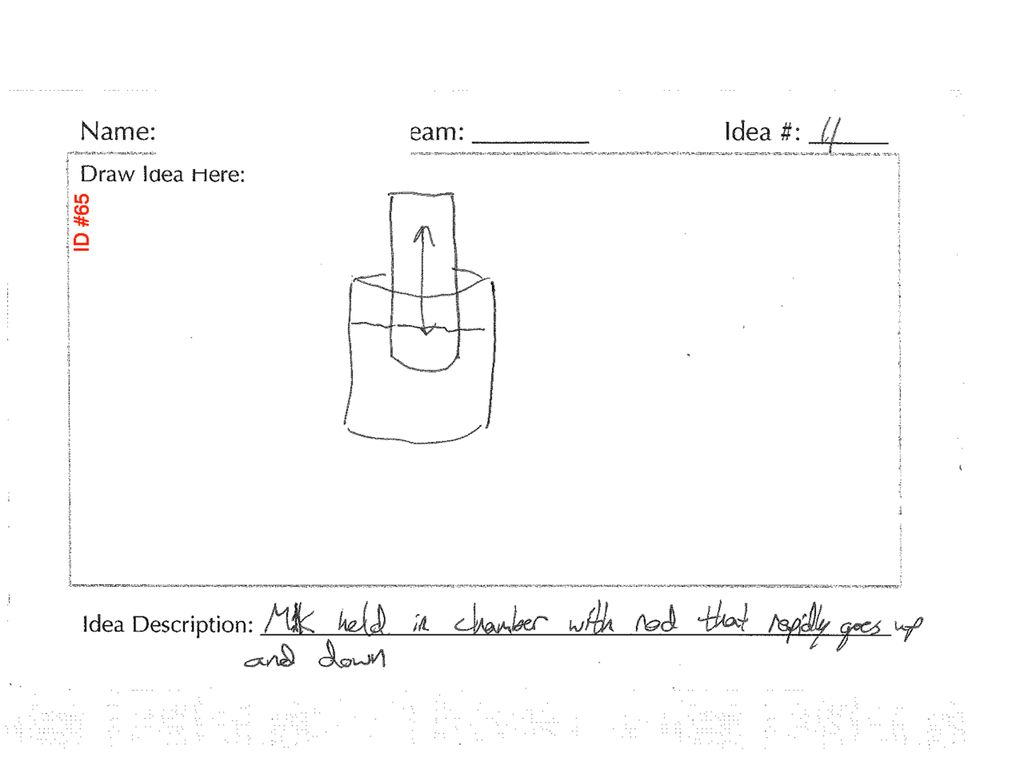 Name:
eam:
Idea #: 4
Draw Idea Here:
ID #65
Idea Description: Milk held in chamber with rod that rapidly goes up
and down